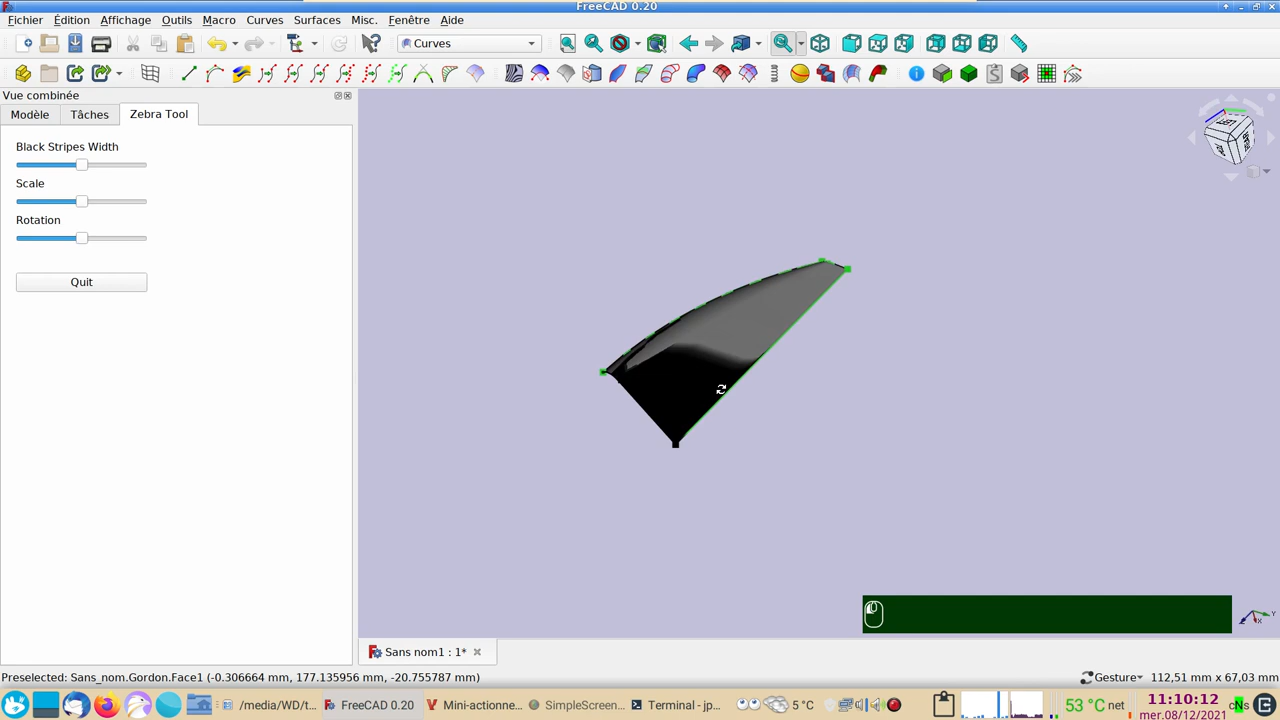 FreeCAD 0.20
Fichier Édition Affichage Outils Macro Curves Surfaces Misc. Fenêtre Aide
Curves
Vue combinée
Modèle Tâches Zebra Tool
Black Stripes Width
Scale
Rotation
Quit
Sans nom1 : 1*
Preselected: Sans_nom.Gordon.Face1 (-0.306664 mm, 177.135956 mm, -20.755787 mm)
Gesture 112,51 mm x 67,03 mm
/media/WD/t... FreeCAD 0.20 Mini-actionne... SimpleScreen... Terminal - jp... 5 °C 53 °C net 11:10:12
mer.08/12/2021